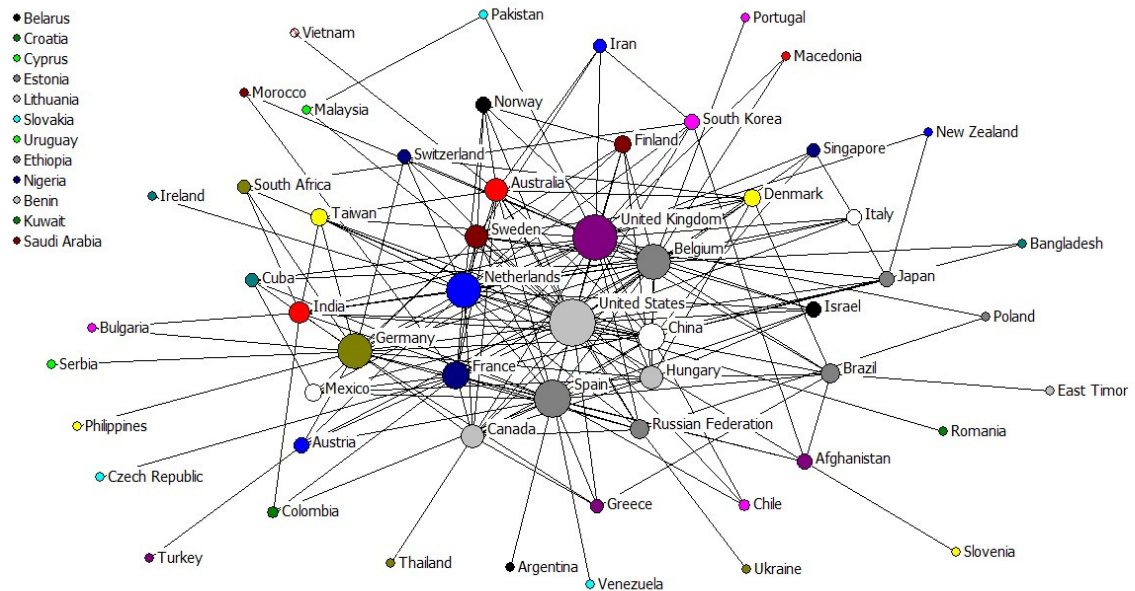 Belarus
Croatia
Cyprus
Estonia
Lithuania
Slovakia
Uruguay
Ethiopia
Nigeria
Benin
Kuwait
Saudi Arabia
Pakistan
Portugal
Vietnam
Iran
Macedonia
Morocco
Malaysia
Norway
South Korea
New Zealand
Switzerland
Finland
Singapore
South Africa
Australia
Denmark
Ireland
Taiwan
Sweden
United Kingdom
Italy
Belgium
Bangladesh
Cuba
Netherlands
Japan
India
United States
Israel
Poland
Bulgaria
Germany
China
Serbia
France
Hungary
Brazil
Mexico
Spain
East Timor
Philippines
Canada
Russian Federation
Romania
Austria
Afghanistan
Czech Republic
Colombia
Greece
Chile
Turkey
Thailand
Argentina
Venezuela
Ukraine
Slovenia